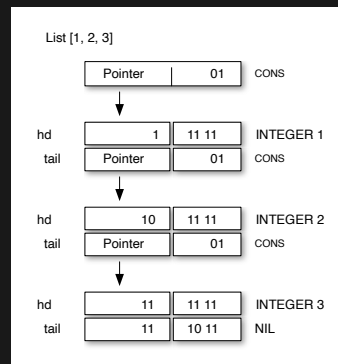 List [1, 2, 3]
Pointer 01 CONS
hd 1 11 11 INTEGER 1
tail Pointer 01 CONS
hd 10 11 11 INTEGER 2
tail Pointer 01 CONS
hd 11 11 11 INTEGER 3
tail 11 10 11 NIL